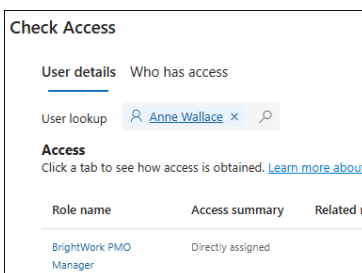 Check Access
User details Who has access
User lookup Anne Wallace ×
Access
Click a tab to see how access is obtained. Learn more about
Role name Access summary Related
BrightWork PMO Directly assigned
Manager